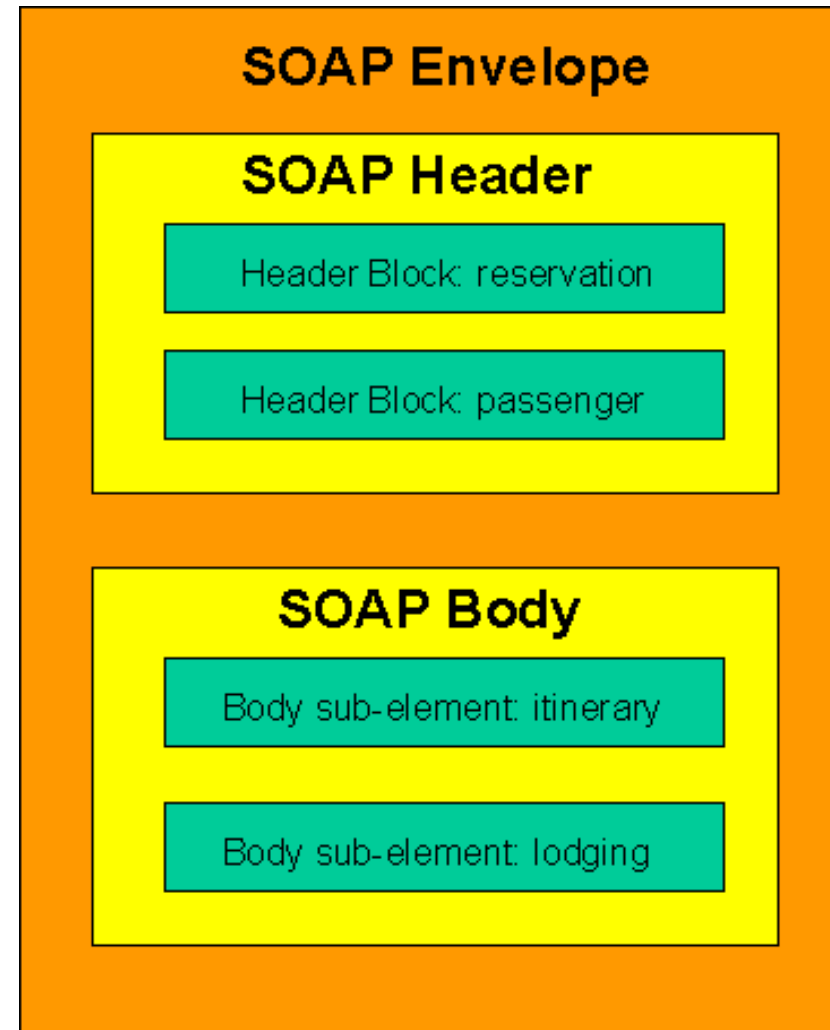 SOAP Envelope
SOAP Header
Header Block: reservation
Header Block: passenger
SOAP Body
Body sub-element: itinerary
Body sub-element: lodging